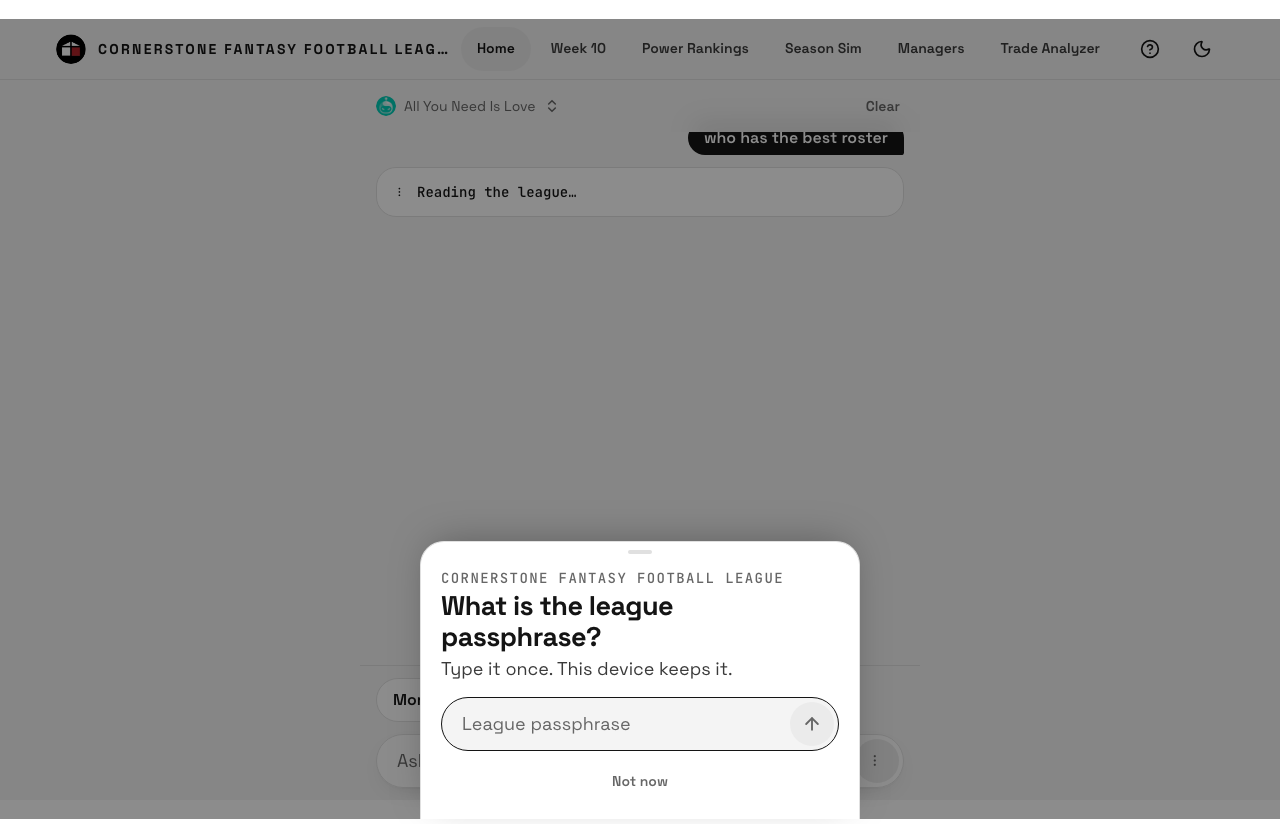 CORNERSTONE FANTASY FOOTBALL LEAG…
Home
Week 10
Power Rankings
Season Sim
Managers
Trade Analyzer
All You Need Is Love
Clear
who has the best roster
Reading the league…
CORNERSTONE FANTASY FOOTBALL LEAGUE
What is the league
passphrase?
Type it once. This device keeps it.
League passphrase
Not now